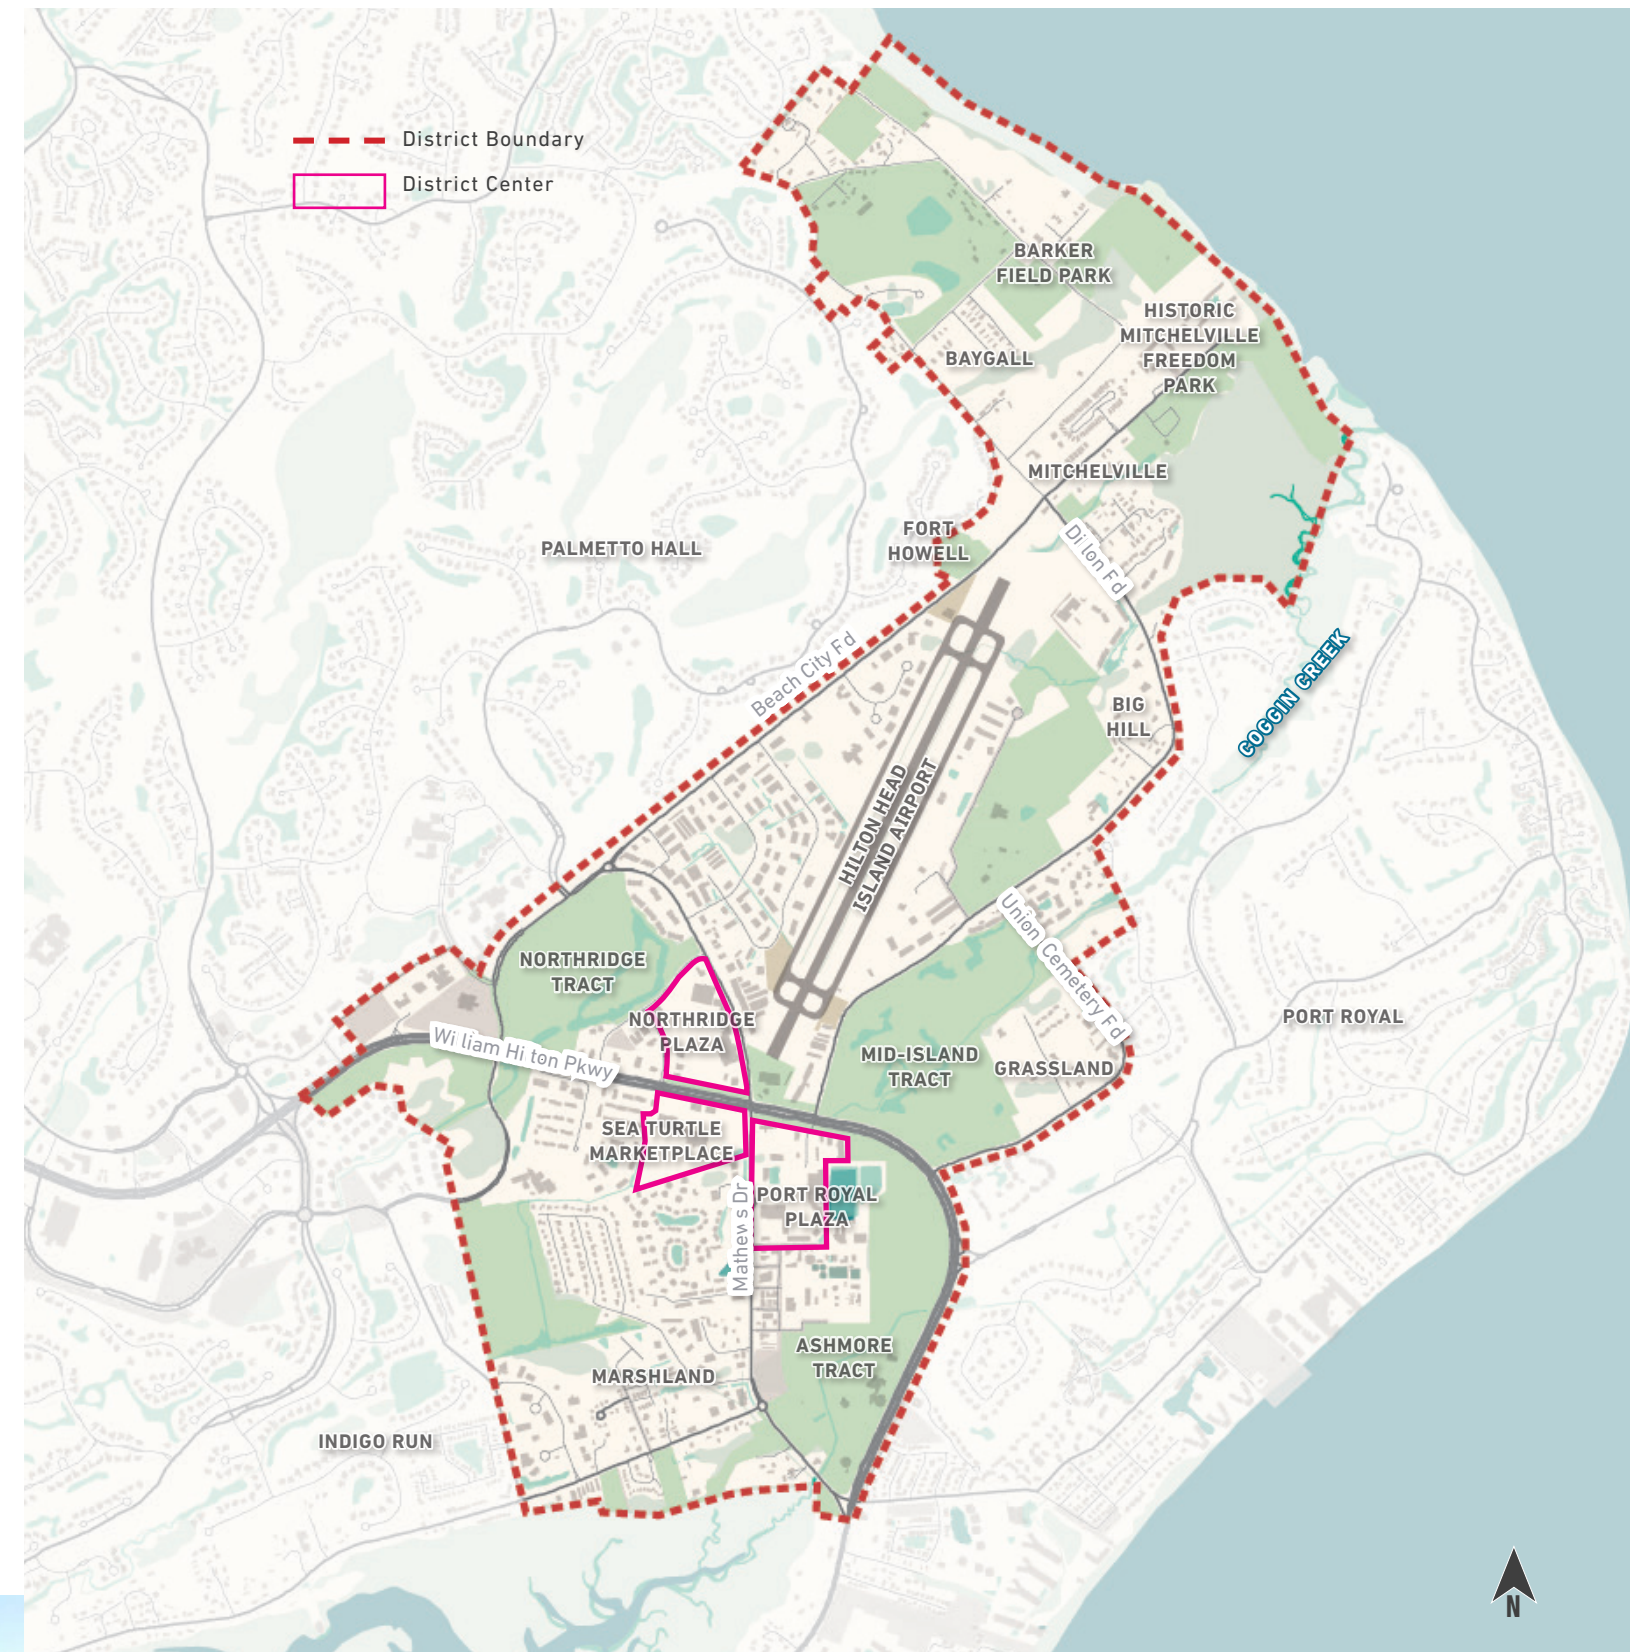 District Boundary
District Center
BARKER
FIELD PARK
HISTORIC
MITCHELVILLE
FREEDOM
PARK
BAYGALL
MITCHELVILLE
FORT
HOWELL
PALMETTO HALL
Di lon Fd
Beach City Fd
BIG
HILL
COGGIN CREEK
HILTON HEAD
ISLAND AIRPORT
Union Cemetery Fd
NORTHRIDGE
TRACT
NORTHRIDGE
PLAZA
PORT ROYAL
Wi liam Hi ton Pkwy
MID-ISLAND
TRACT
GRASSLAND
SEA TURTLE
MARKETPLACE
PORT ROYAL
PLAZA
Mathews Dr
ASHMORE
TRACT
MARSHLAND
INDIGO RUN
N